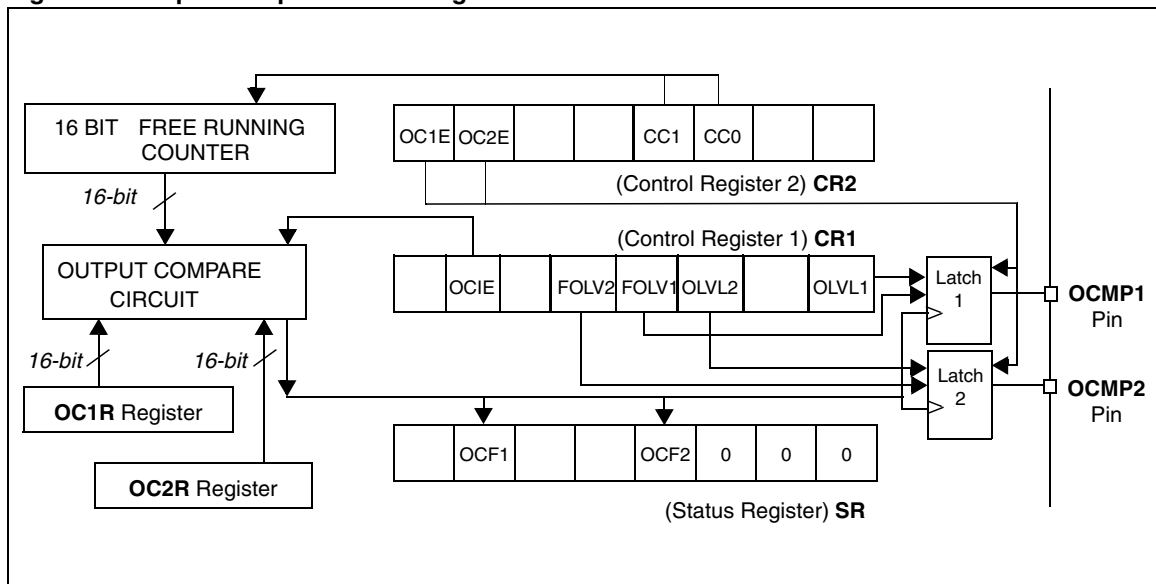 16 BIT FREE RUNNING
COUNTER
16-bit
OC1E OC2E CC1 CC0
(Control Register 2) CR2
(Control Register 1) CR1
OUTPUT COMPARE
CIRCUIT
OCIE FOLV2 FOLV1 OLVL2 OLVL1
Latch
1
OCMP1
Pin
16-bit
16-bit
Latch
2
OCMP2
Pin
OC1R Register
OCF1 OCF2 0 0 0
OC2R Register
(Status Register) SR